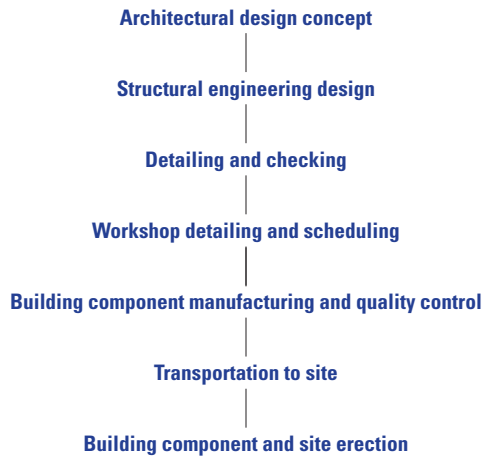 Architectural design concept
Structural engineering design
Detailing and checking
Workshop detailing and scheduling
Building component manufacturing and quality control
Transportation to site
Building component and site erection